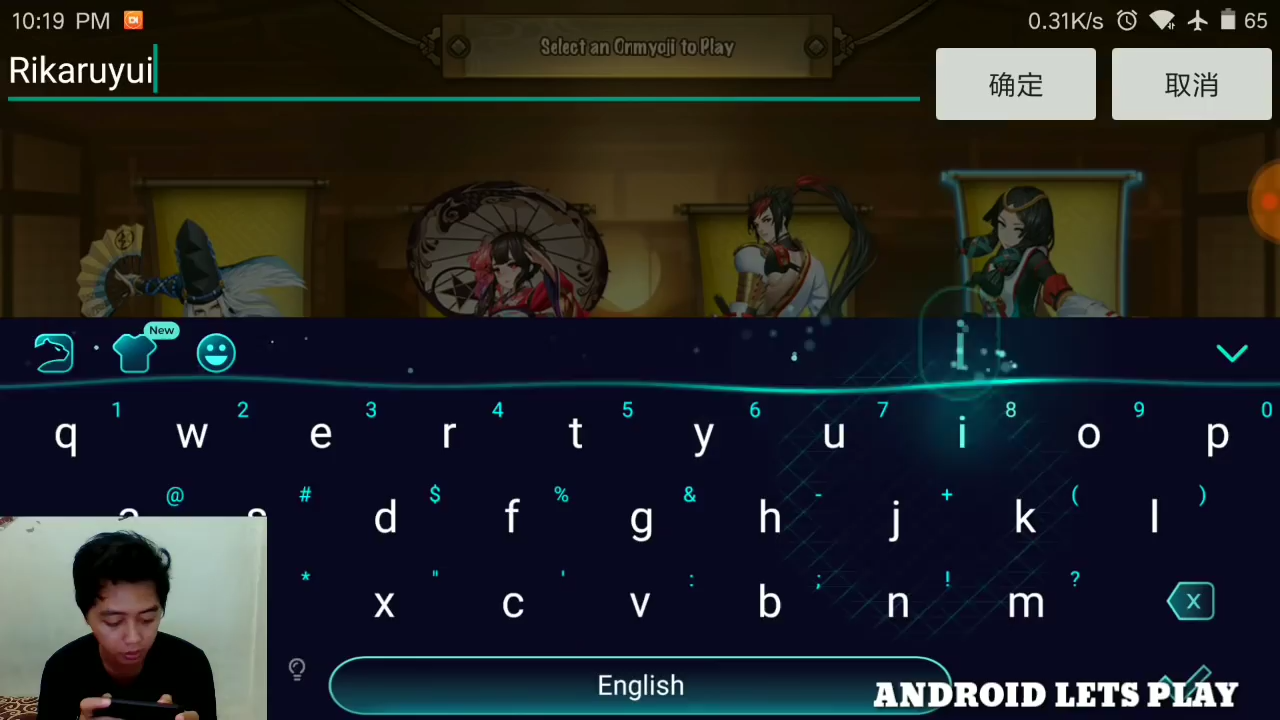 10:19 PM
0.31K/s 65
Select an Onmyoji to Play
Rikaruyui
确定 取消
New
i
1 2 3 4 5 6 7 8 9 0
q w e r t y u i o p
@ # $ % & - + ( )
a s d f g h j k l
* " ' : ; ! ?
x c v b n m
English
ANDROID LETS PLAY